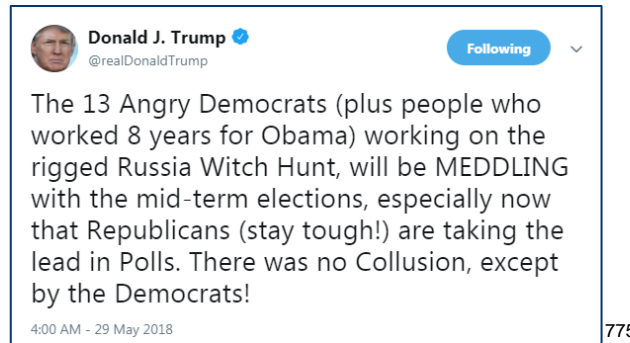 Donald J. Trump
@realDonaldTrump
Following
The 13 Angry Democrats (plus people who
worked 8 years for Obama) working on the
rigged Russia Witch Hunt, will be MEDDLING
with the mid-term elections, especially now
that Republicans (stay tough!) are taking the
lead in Polls. There was no Collusion, except
by the Democrats!
4:00 AM - 29 May 2018
775